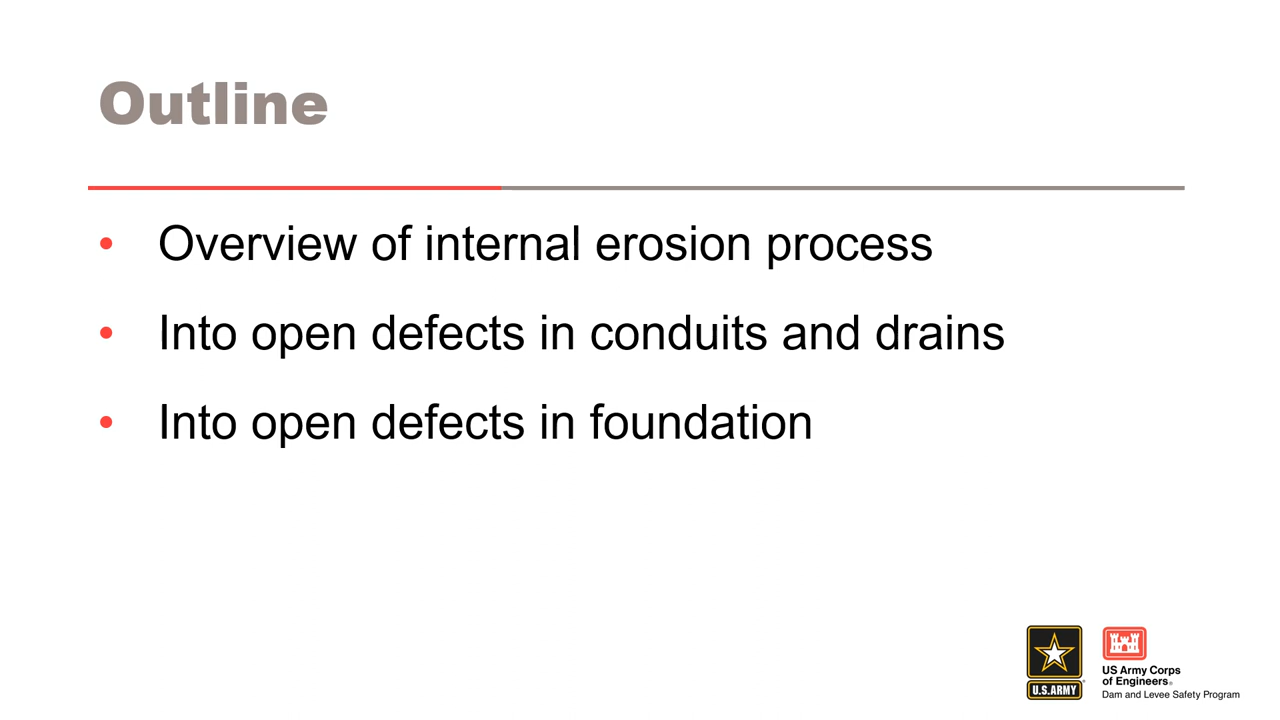 Outline
• Overview of internal erosion process
• Into open defects in conduits and drains
• Into open defects in foundation
U.S.ARMY
US Army Corps
of Engineers®
Dam and Levee Safety Program